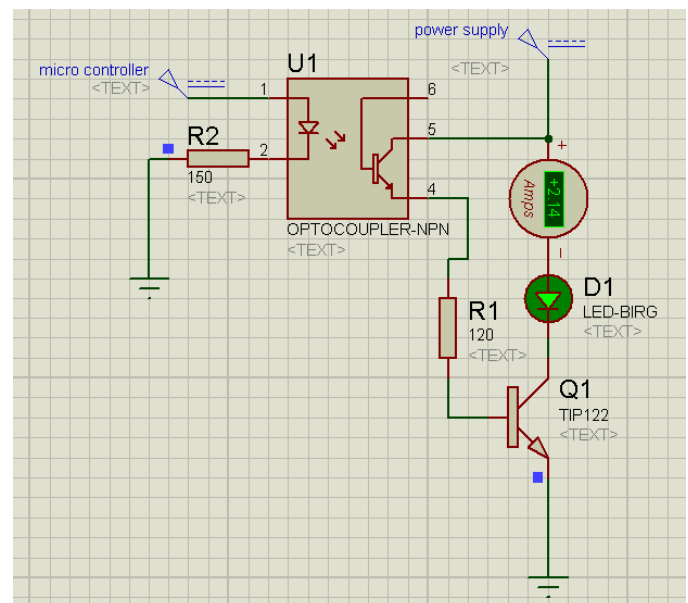 power supply
<TEXT>
micro controller
<TEXT>
U1
1
6
5
2
4
R2
150
<TEXT>
OPTOCOUPLER-NPN
<TEXT>
+
+2.14
Amps
-
D1
LED-BIRG
<TEXT>
R1
120
<TEXT>
Q1
TIP122
<TEXT>